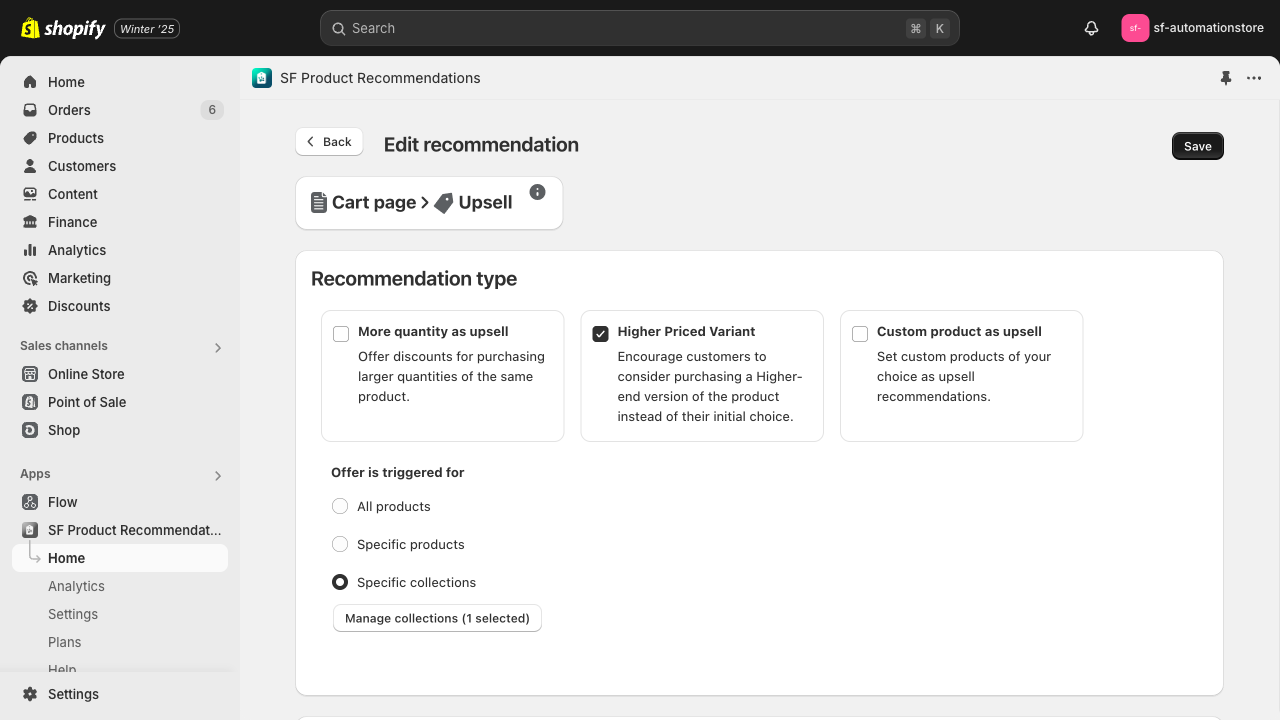 shopify
Winter '25
Search
⌘ K
sf-
sf-automationstore
Home
Orders
6
Products
Customers
Content
Finance
Analytics
Marketing
Discounts
Sales channels
Online Store
Point of Sale
Shop
Apps
Flow
SF Product Recommendat...
Home
Analytics
Settings
Plans
Help
Settings
SF Product Recommendations
Back
Edit recommendation
Save
Cart page > Upsell
Recommendation type
More quantity as upsell
Offer discounts for purchasing
larger quantities of the same
product.
Higher Priced Variant
Encourage customers to
consider purchasing a Higher-
end version of the product
instead of their initial choice.
Custom product as upsell
Set custom products of your
choice as upsell
recommendations.
Offer is triggered for
All products
Specific products
Specific collections
Manage collections (1 selected)